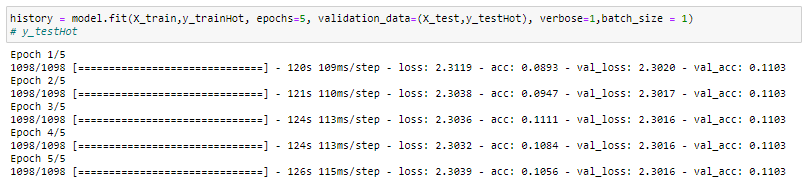 history = model.fit(X_train,y_trainHot, epochs=5, validation_data=(X_test,y_testHot), verbose=1,batch_size = 1)
# y_testHot
Epoch 1/5
1098/1098 [==============================] - 120s 109ms/step - loss: 2.3119 - acc: 0.0893 - val_loss: 2.3020 - val_acc: 0.1103
Epoch 2/5
1098/1098 [==============================] - 121s 110ms/step - loss: 2.3038 - acc: 0.0947 - val_loss: 2.3017 - val_acc: 0.1103
Epoch 3/5
1098/1098 [==============================] - 124s 113ms/step - loss: 2.3036 - acc: 0.1111 - val_loss: 2.3016 - val_acc: 0.1103
Epoch 4/5
1098/1098 [==============================] - 124s 113ms/step - loss: 2.3032 - acc: 0.1084 - val_loss: 2.3016 - val_acc: 0.1103
Epoch 5/5
1098/1098 [==============================] - 126s 115ms/step - loss: 2.3039 - acc: 0.1056 - val_loss: 2.3016 - val_acc: 0.1103